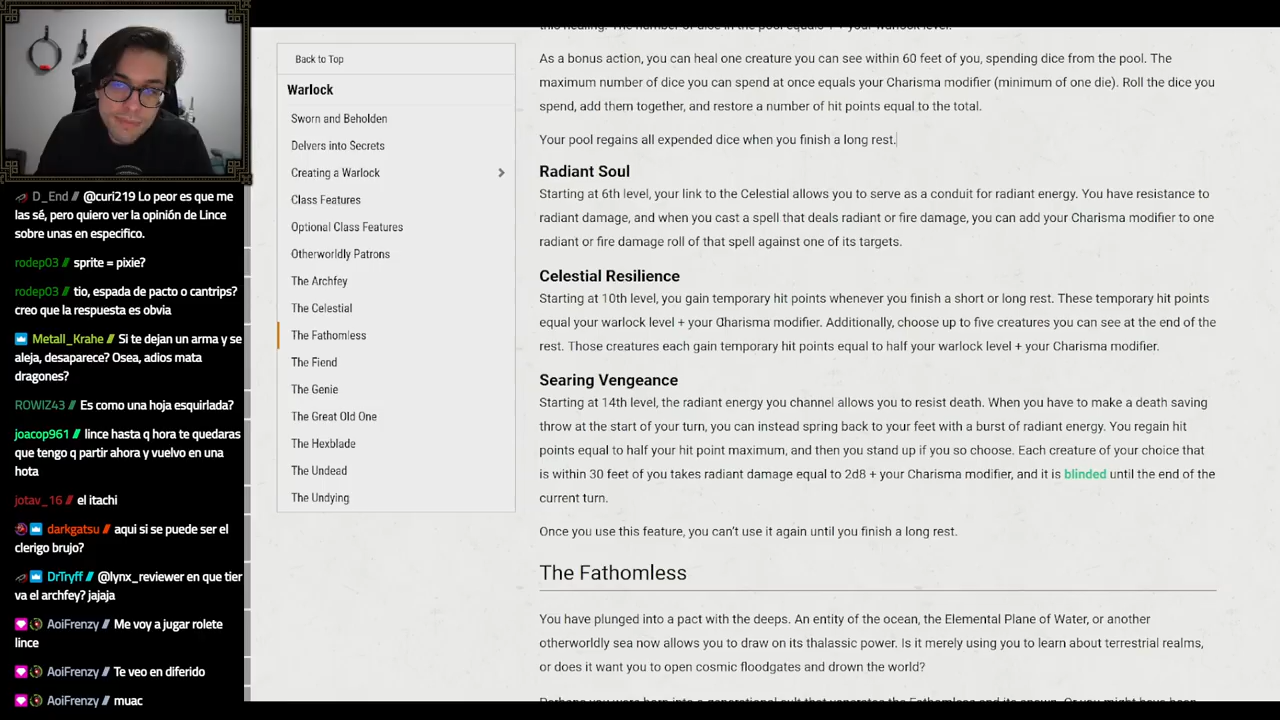 D_End // @curi219 Lo peor es que me
las sé, pero quiero ver la opinión de Lince
sobre unas en especifico.
rodep03 // sprite = pixie?
rodep03 // tio, espada de pacto o cantrips?
creo que la respuesta es obvia
Metall_Krahe // Si te dejan un arma y se
aleja, desaparece? Osea, adios mata
dragones?
ROWIZ43 // Es como una hoja esquirlada?
joacop961 // lince hasta q hora te quedaras
que tengo q partir ahora y vuelvo en una
hota
jotav_16 // el itachi
darkgatsu // aqui si se puede ser el
clerigo brujo?
DrTryff // @lynx_reviewer en que tier
va el archfey? jajaja
AoiFrenzy // Me voy a jugar rolete
lince
AoiFrenzy // Te veo en diferido
AoiFrenzy // muac
Back to Top
Warlock
Sworn and Beholden
Delvers into Secrets
Creating a Warlock
Class Features
Optional Class Features
Otherworldly Patrons
The Archfey
The Celestial
The Fathomless
The Fiend
The Genie
The Great Old One
The Hexblade
The Undead
The Undying
As a bonus action, you can heal one creature you can see within 60 feet of you, spending dice from the pool. The
maximum number of dice you can spend at once equals your Charisma modifier (minimum of one die). Roll the dice you
spend, add them together, and restore a number of hit points equal to the total.
Your pool regains all expended dice when you finish a long rest.
Radiant Soul
Starting at 6th level, your link to the Celestial allows you to serve as a conduit for radiant energy. You have resistance to
radiant damage, and when you cast a spell that deals radiant or fire damage, you can add your Charisma modifier to one
radiant or fire damage roll of that spell against one of its targets.
Celestial Resilience
Starting at 10th level, you gain temporary hit points whenever you finish a short or long rest. These temporary hit points
equal your warlock level + your Charisma modifier. Additionally, choose up to five creatures you can see at the end of the
rest. Those creatures each gain temporary hit points equal to half your warlock level + your Charisma modifier.
Searing Vengeance
Starting at 14th level, the radiant energy you channel allows you to resist death. When you have to make a death saving
throw at the start of your turn, you can instead spring back to your feet with a burst of radiant energy. You regain hit
points equal to half your hit point maximum, and then you stand up if you so choose. Each creature of your choice that
is within 30 feet of you takes radiant damage equal to 2d8 + your Charisma modifier, and it is blinded until the end of the
current turn.
Once you use this feature, you can't use it again until you finish a long rest.
The Fathomless
You have plunged into a pact with the deeps. An entity of the ocean, the Elemental Plane of Water, or another
otherworldly sea now allows you to draw on its thalassic power. Is it merely using you to learn about terrestrial realms,
or does it want you to open cosmic floodgates and drown the world?